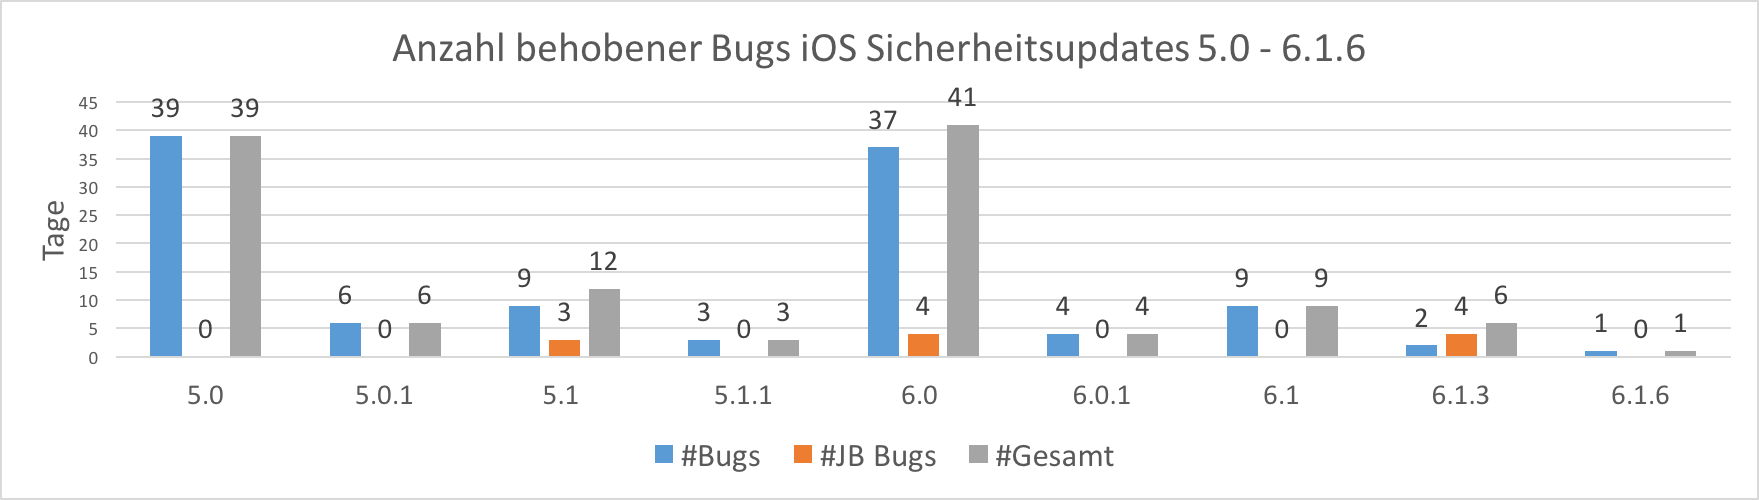 Anzahl behobener Bugs iOS Sicherheitsupdates 5.0 - 6.1.6
Tage
45
40
35
30
25
20
15
10
5
0
39 0 39
6 0 6
9 3 12
3 0 3
37 4 41
4 0 4
9 0 9
2 4 6
1 0 1
5.0 5.0.1 5.1 5.1.1 6.0 6.0.1 6.1 6.1.3 6.1.6
#Bugs #JB Bugs #Gesamt